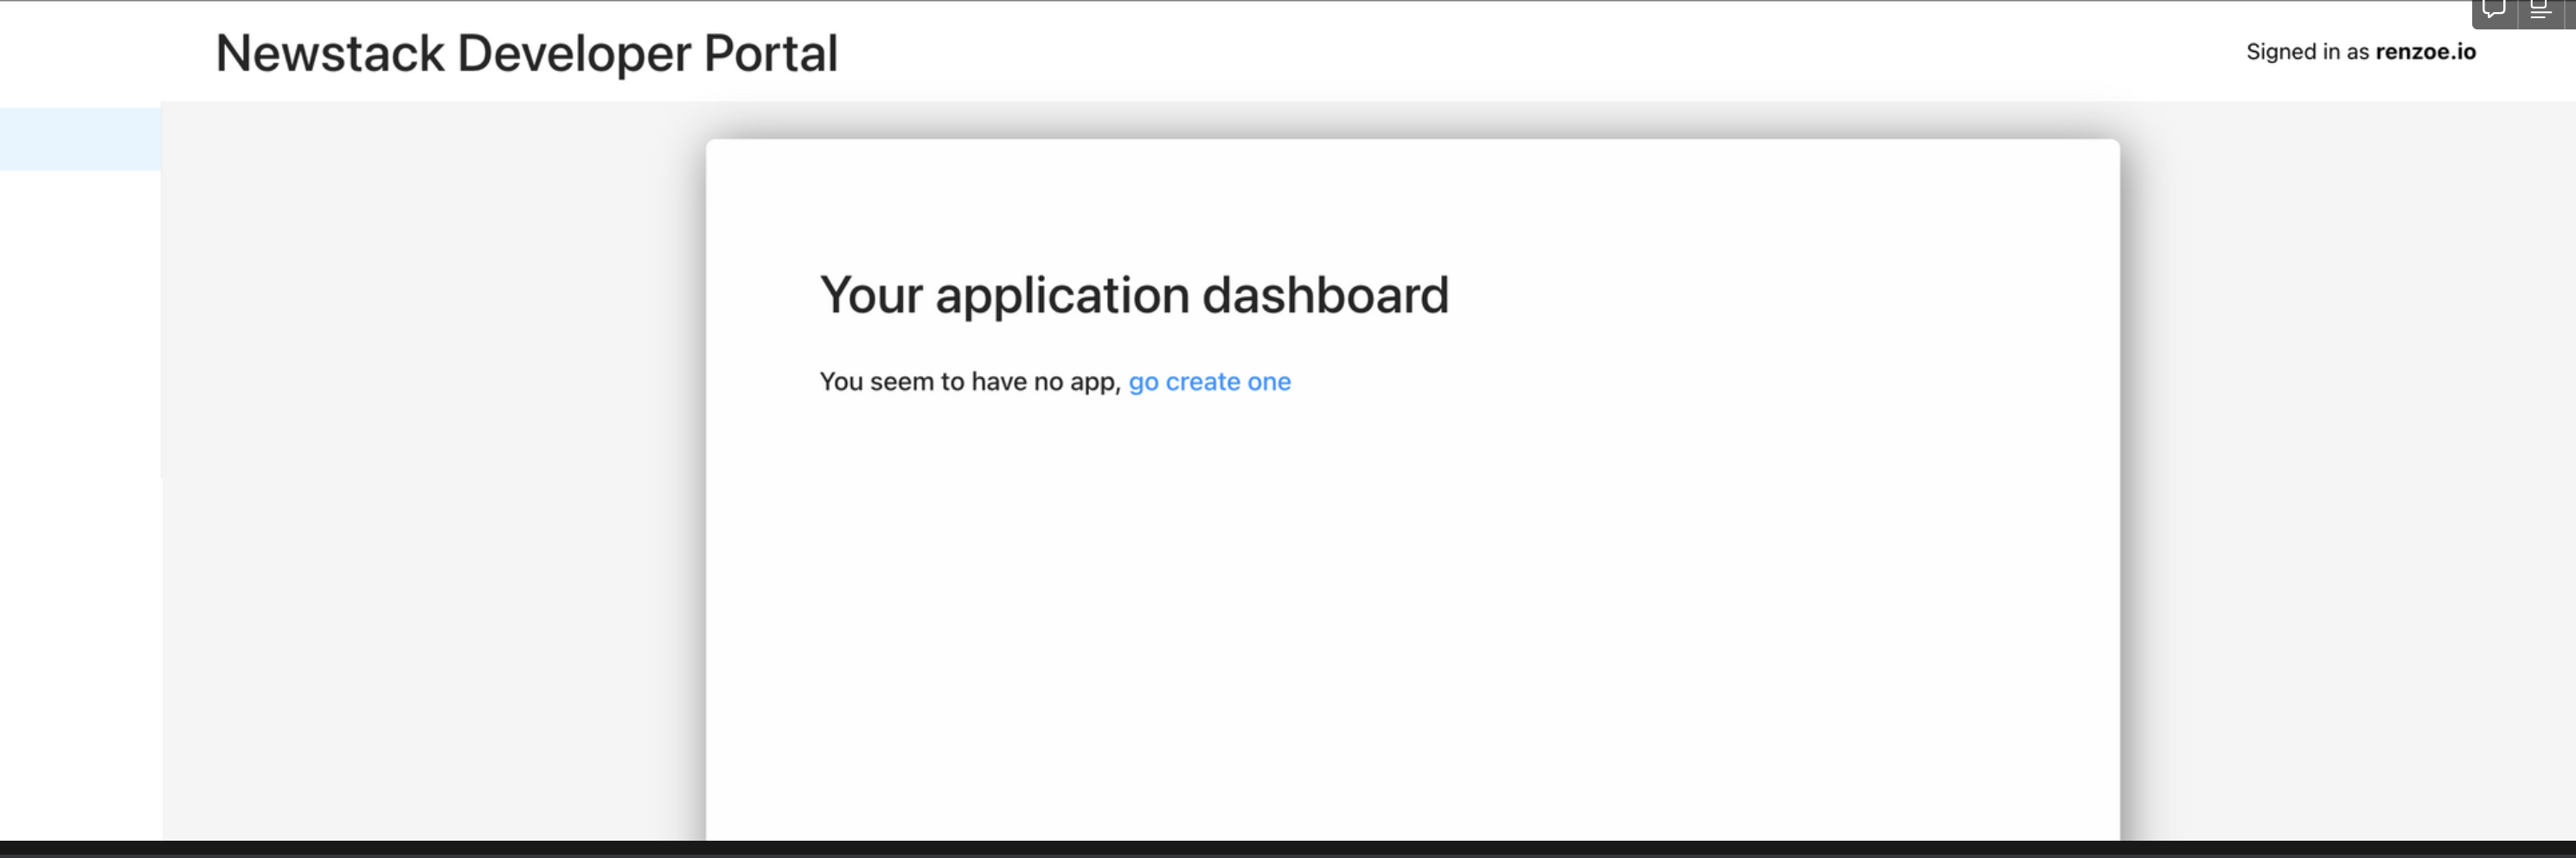 Newstack Developer Portal
Signed in as renzoe.io
Your application dashboard
You seem to have no app, go create one